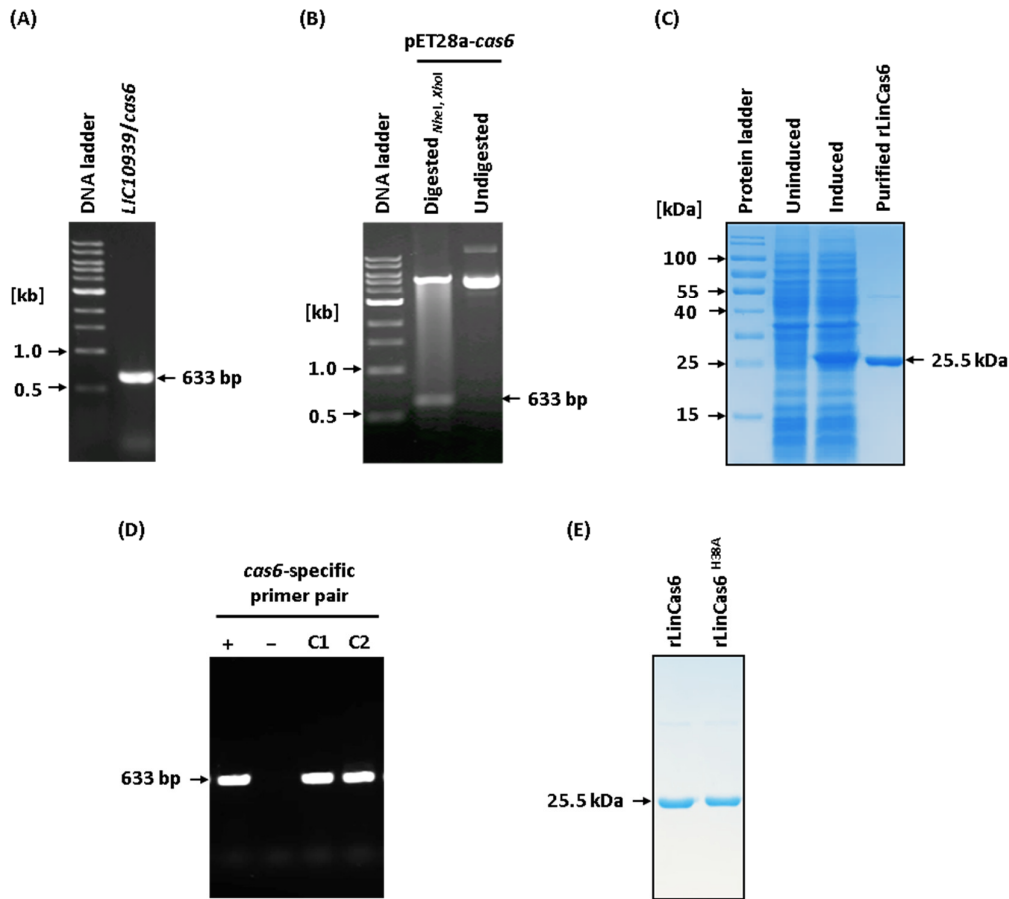 (A)
DNA ladder
LIC10939/cas6
[kb]
1.0
0.5
633 bp
(B)
pET28a-cas6
DNA ladder
Digested NheI, XhoI
Undigested
[kb]
1.0
0.5
633 bp
(C)
Protein ladder
Uninduced
Induced
Purified rLinCas6
[kDa]
100
55
40
25
15
25.5 kDa
(D)
cas6-specific
primer pair
+ – C1 C2
633 bp
(E)
rLinCas6
rLinCas6 H38A
25.5 kDa